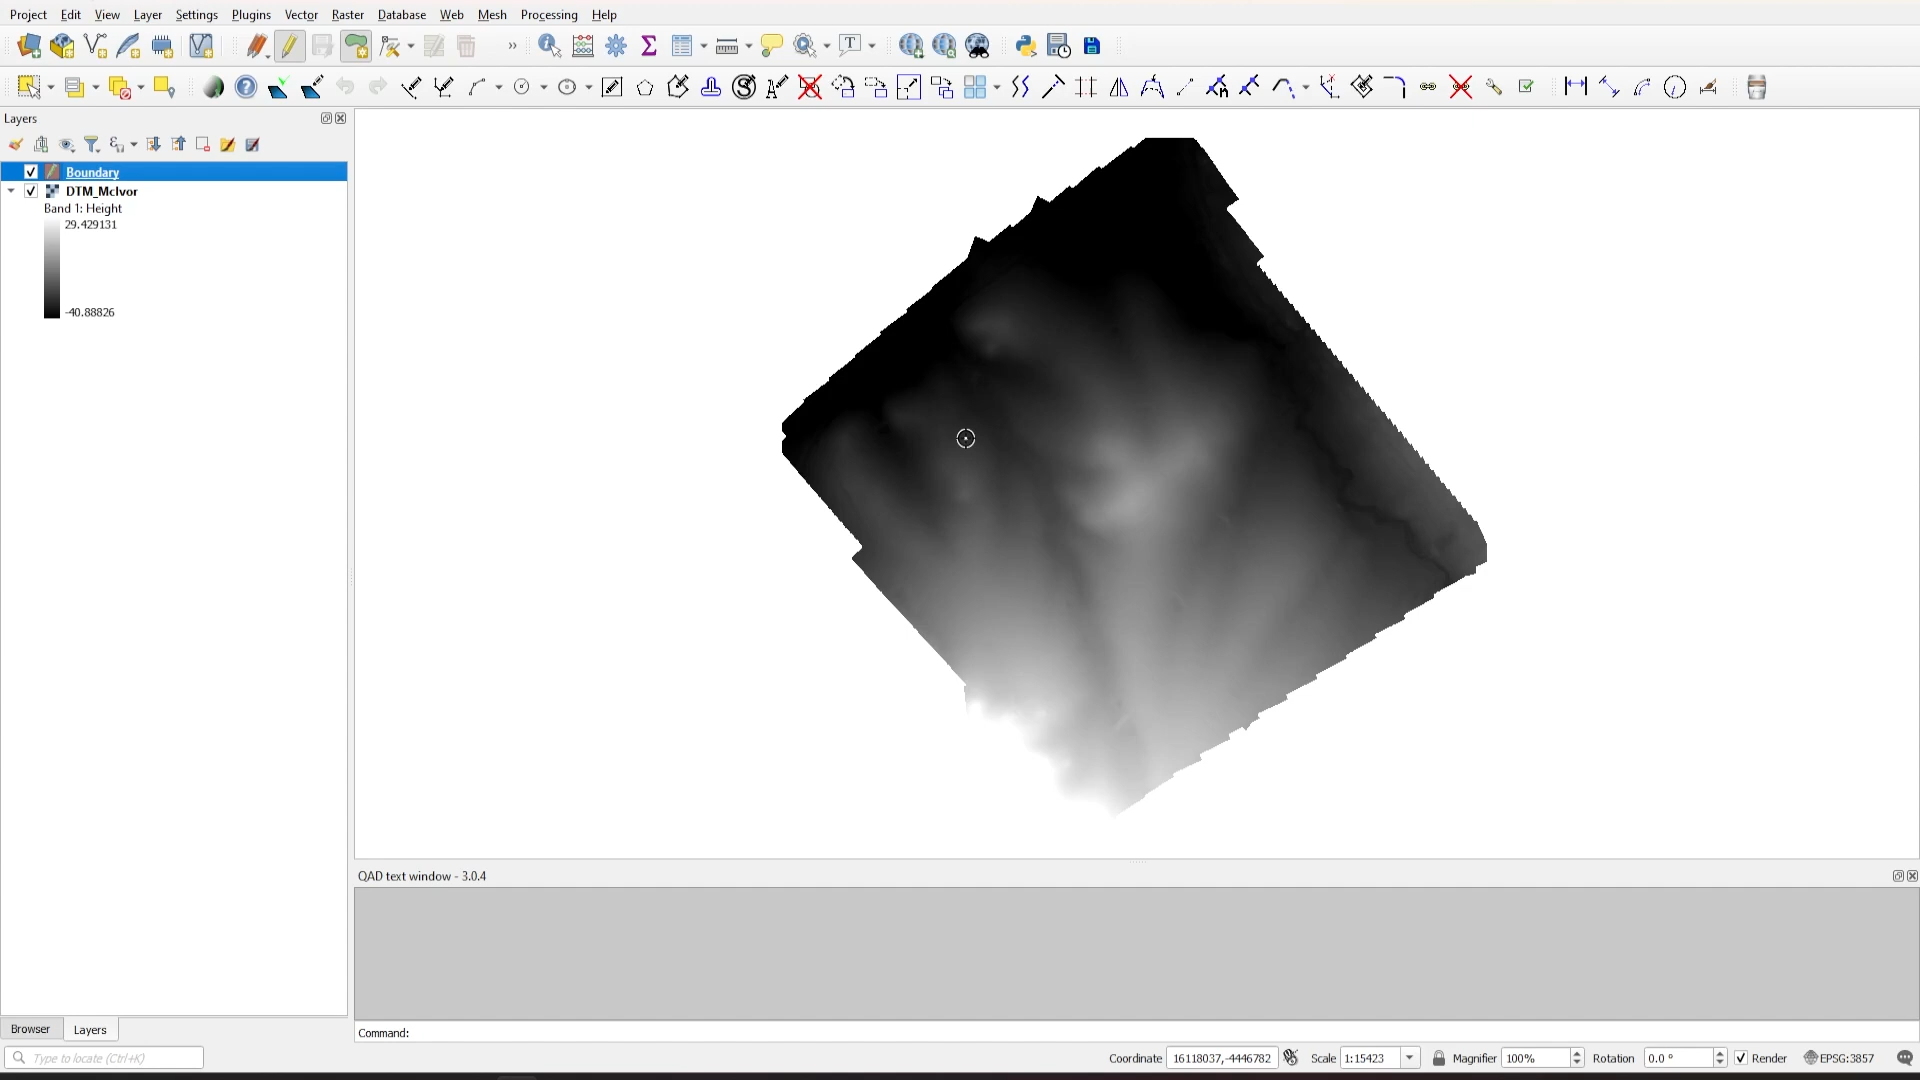 Project Edit View Layer Settings Plugins Vector Raster Database Web Mesh Processing Help
Layers
Boundary
DTM_McIvor
Band 1: Height
29.429131
-40.88826
QAD text window - 3.0.4
Command:
Browser Layers
Type to locate (Ctrl+K)
Coordinate 16118037,-4446782 Scale 1:15423 Magnifier 100% Rotation 0.0 ° Render EPSG:3857